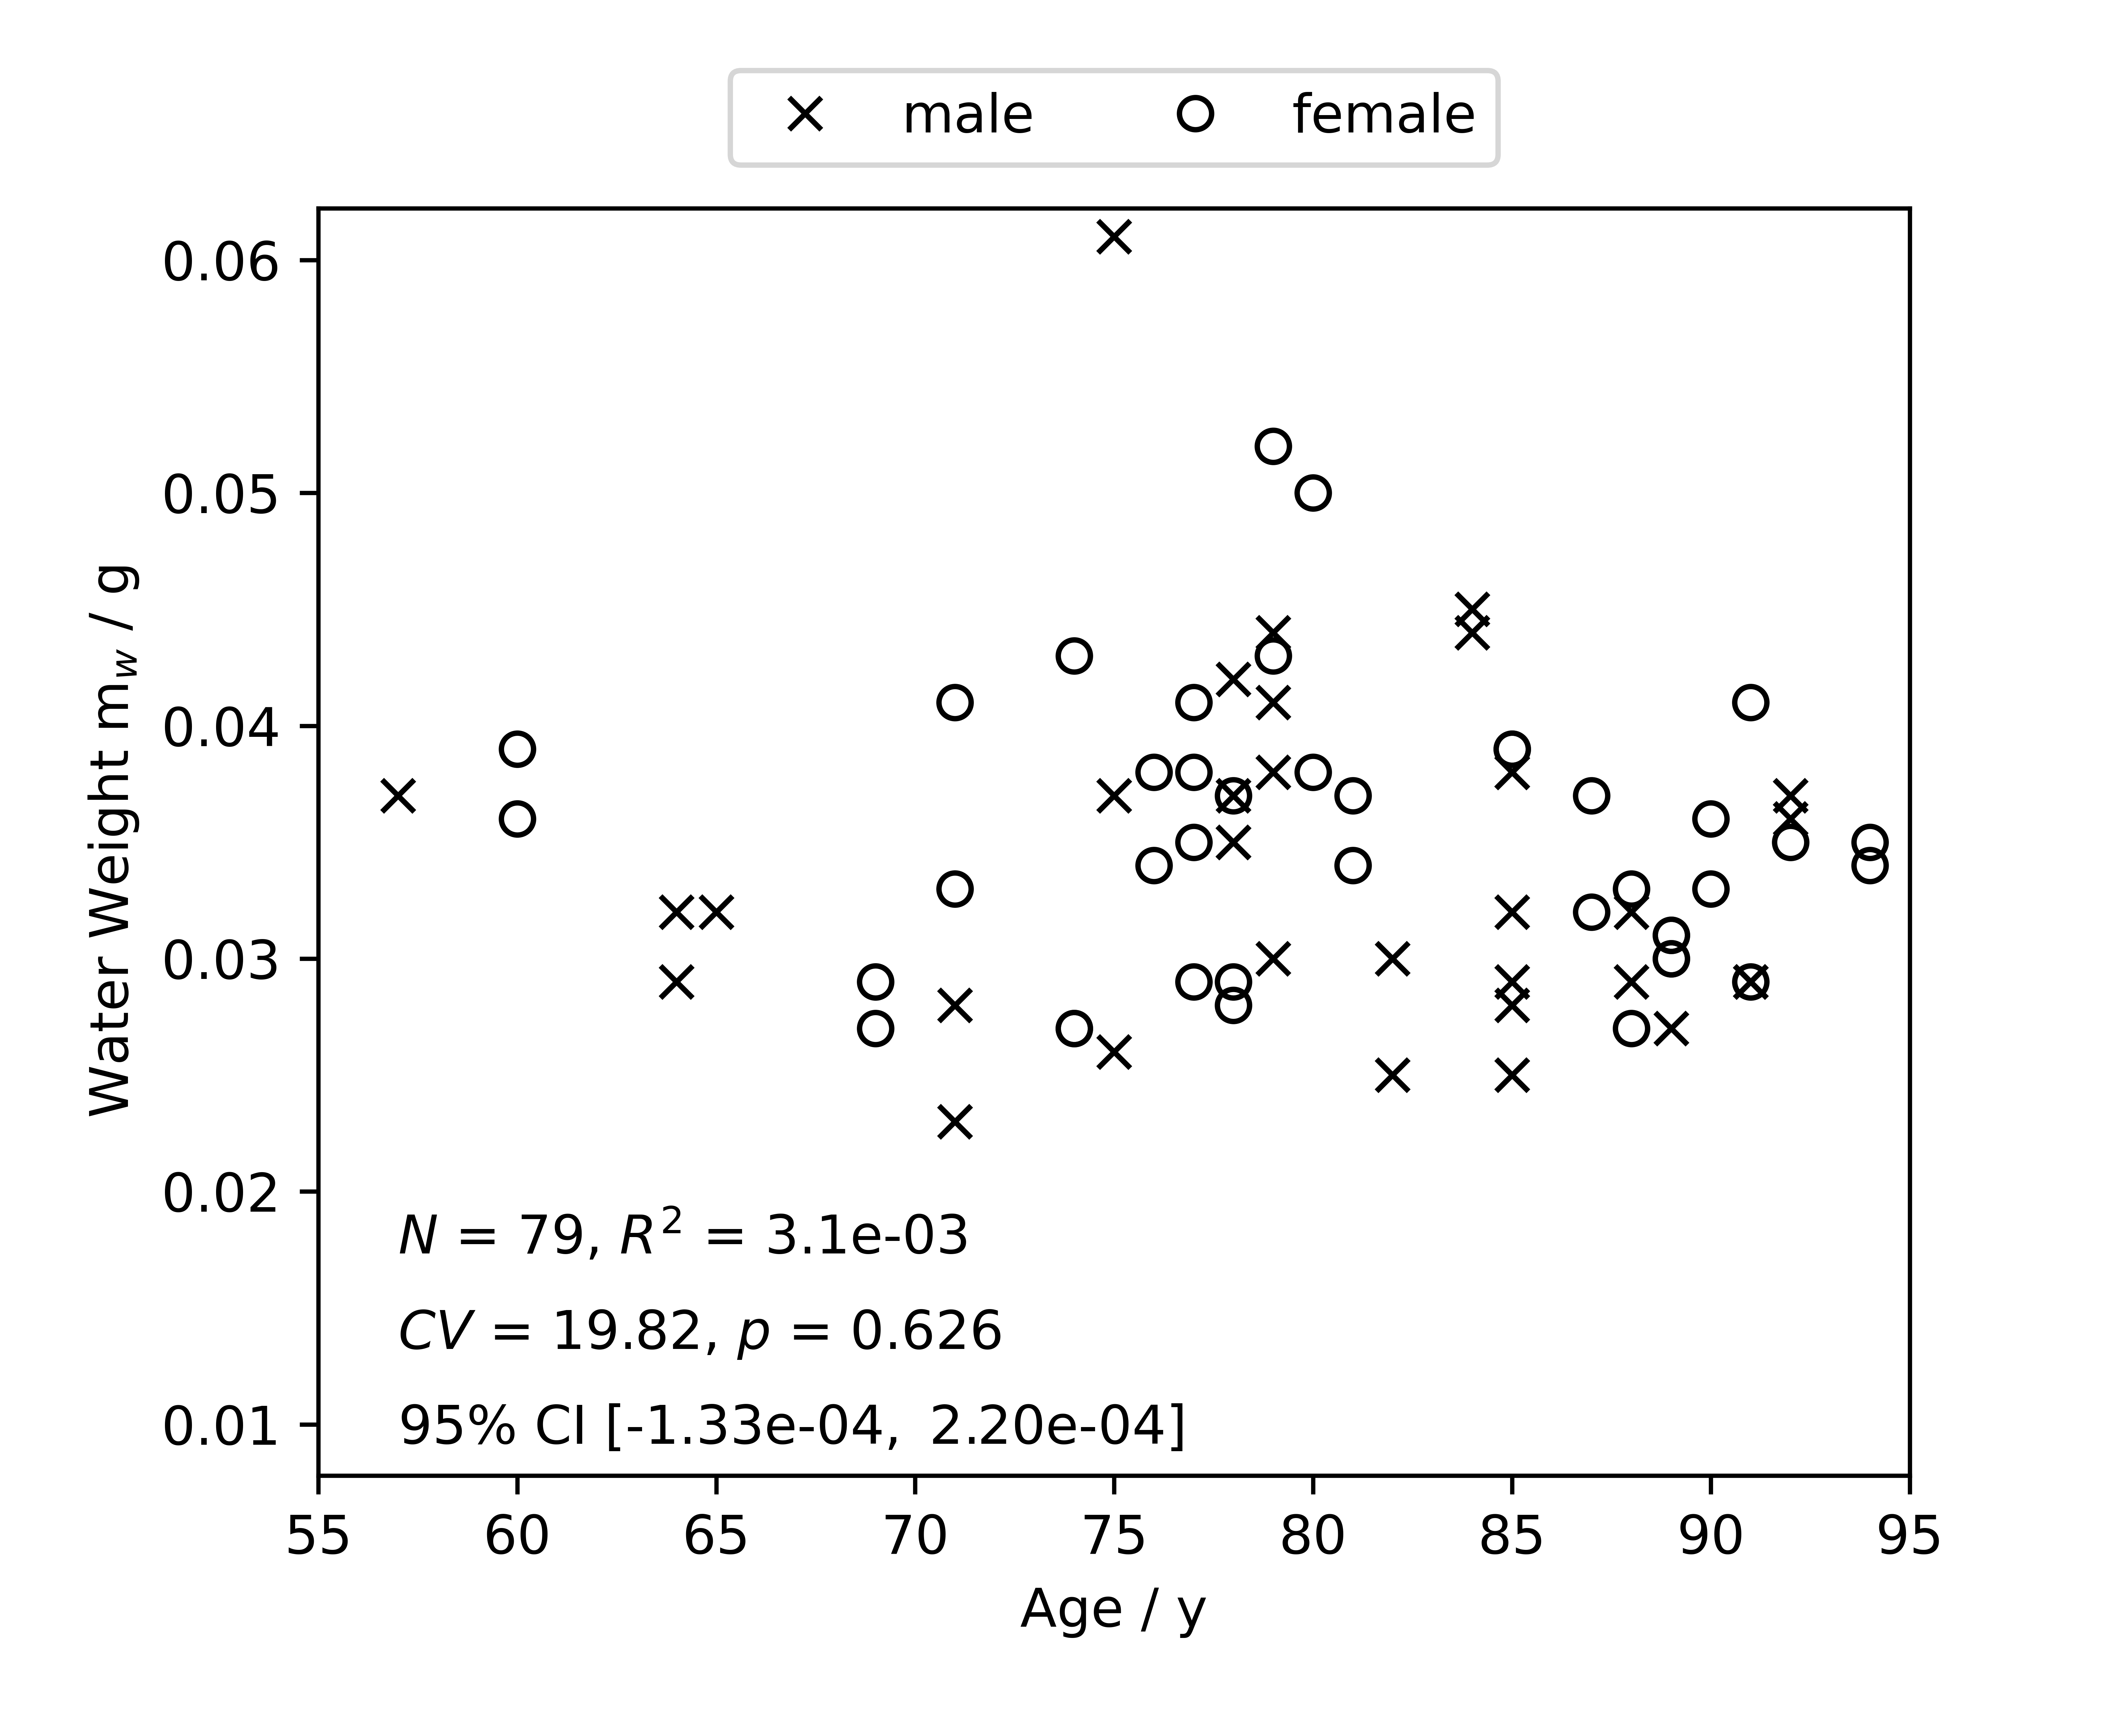 male female
0.06
0.05
0.04
0.03
0.02
0.01
Water Weight m_w / g
N = 79, R² = 3.1e-03
CV = 19.82, p = 0.626
95% CI [-1.33e-04, 2.20e-04]
55 60 65 70 75 80 85 90 95
Age / y